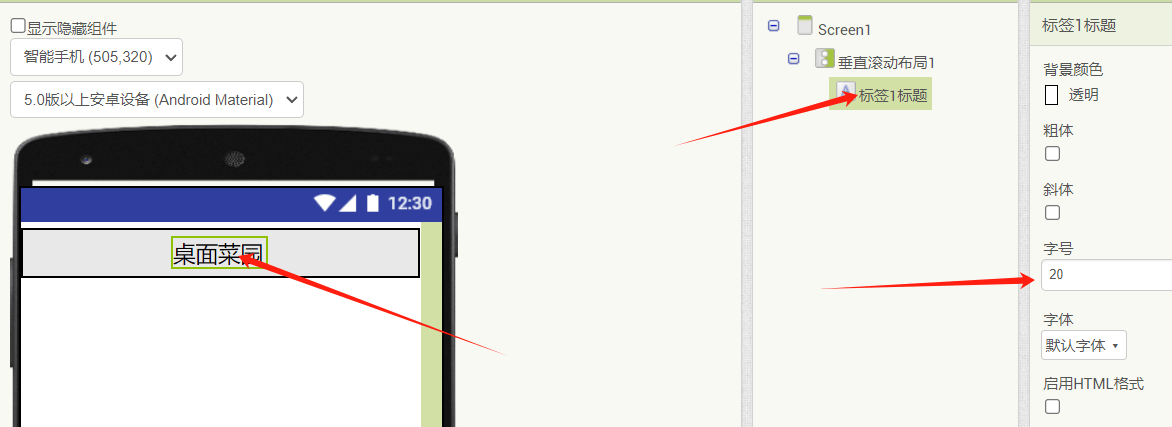 显示隐藏组件
智能手机 (505,320)
5.0版以上安卓设备 (Android Material)
12:30
桌面菜园
Screen1
垂直滚动布局1
A 标签1标题
标签1标题
背景颜色
透明
粗体
斜体
字号
20
字体
默认字体
启用HTML格式